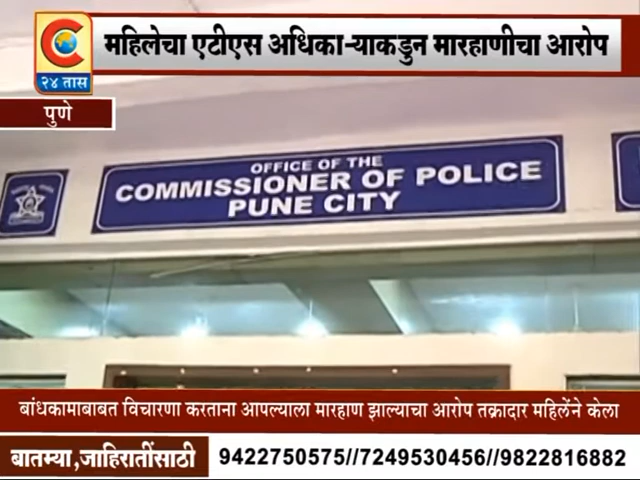 महिलेचा एटीएस अधिका-याकडुन मारहाणीचा आरोप
C
२४ तास
पुणे
OFFICE OF THE
COMMISSIONER OF POLICE
PUNE CITY
बांधकामाबाबत विचारणा करताना आपल्याला मारहाण झाल्याचा आरोप तक्रादार महिलेंने केला
बातम्या,जाहिरातींसाठी
9422750575//7249530456//9822816882